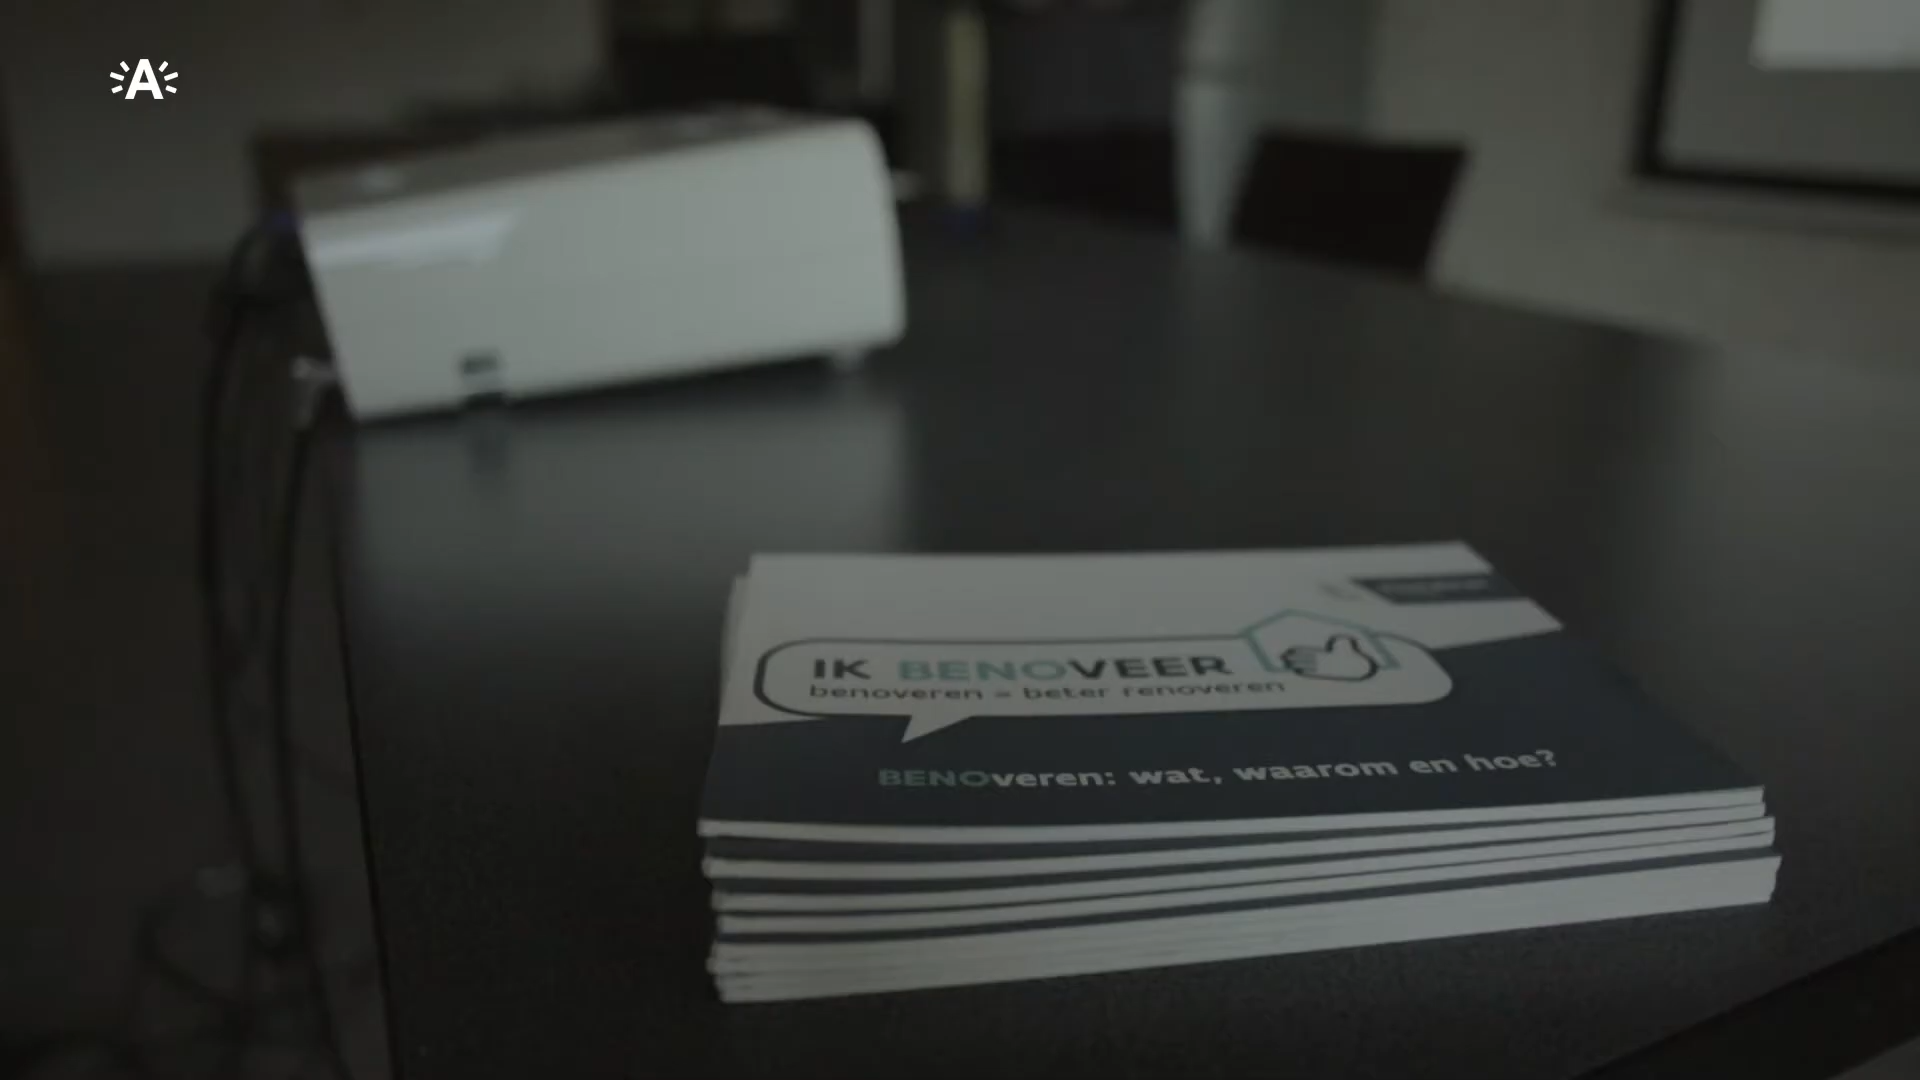 A
IK BENOVEER
benoveren = beter renoveren
BENOveren: wat, waarom en hoe?